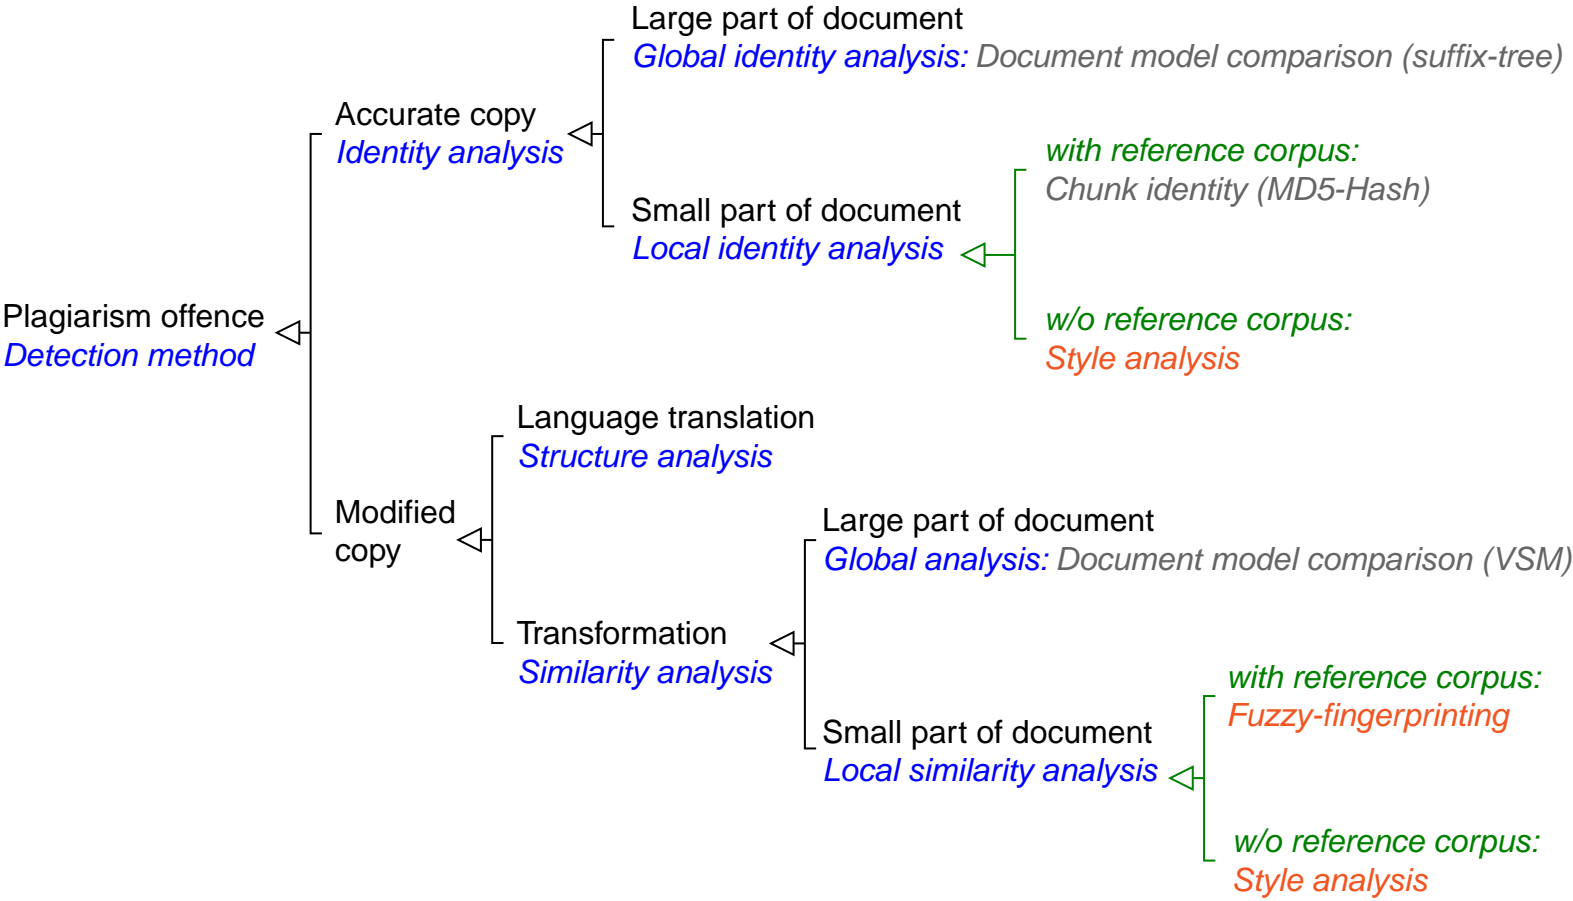 Large part of document
Global identity analysis: Document model comparison (suffix-tree)
Accurate copy
Identity analysis
with reference corpus:
Chunk identity (MD5-Hash)
Small part of document
Local identity analysis
w/o reference corpus:
Style analysis
Plagiarism offence
Detection method
Language translation
Structure analysis
Modified
copy
Large part of document
Global analysis: Document model comparison (VSM)
Transformation
Similarity analysis
with reference corpus:
Fuzzy-fingerprinting
Small part of document
Local similarity analysis
w/o reference corpus:
Style analysis